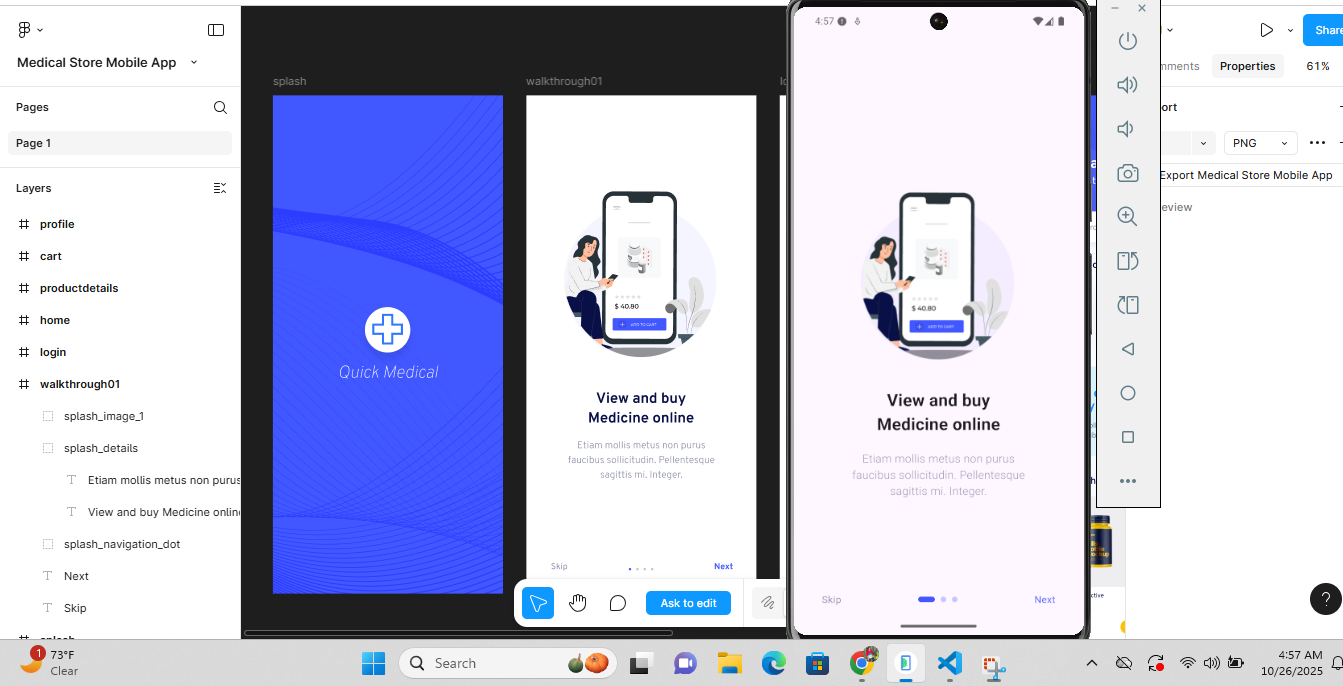 Medical Store Mobile App
Pages
Page 1
Layers
profile
cart
productdetails
home
login
walkthrough01
splash_image_1
splash_details
Etiam mollis metus non purus
View and buy Medicine online
splash_navigation_dot
Next
Skip
splash
splash
Quick Medical
walkthrough01
$ 40.80
ADD TO CART
View and buy
Medicine online
Etiam mollis metus non purus
faucibus sollicitudin. Pellentesque
sagittis mi. Integer.
Skip
Next
Ask to edit
4:57
$ 40.80
ADD TO CART
View and buy
Medicine online
Etiam mollis metus non purus
faucibus sollicitudin. Pellentesque
sagittis mi. Integer.
Skip
Next
Share
mments
Properties
61%
ort
PNG
Export Medical Store Mobile App
eview
ctive
?
1
73°F
Clear
Search
4:57 AM
10/26/2025